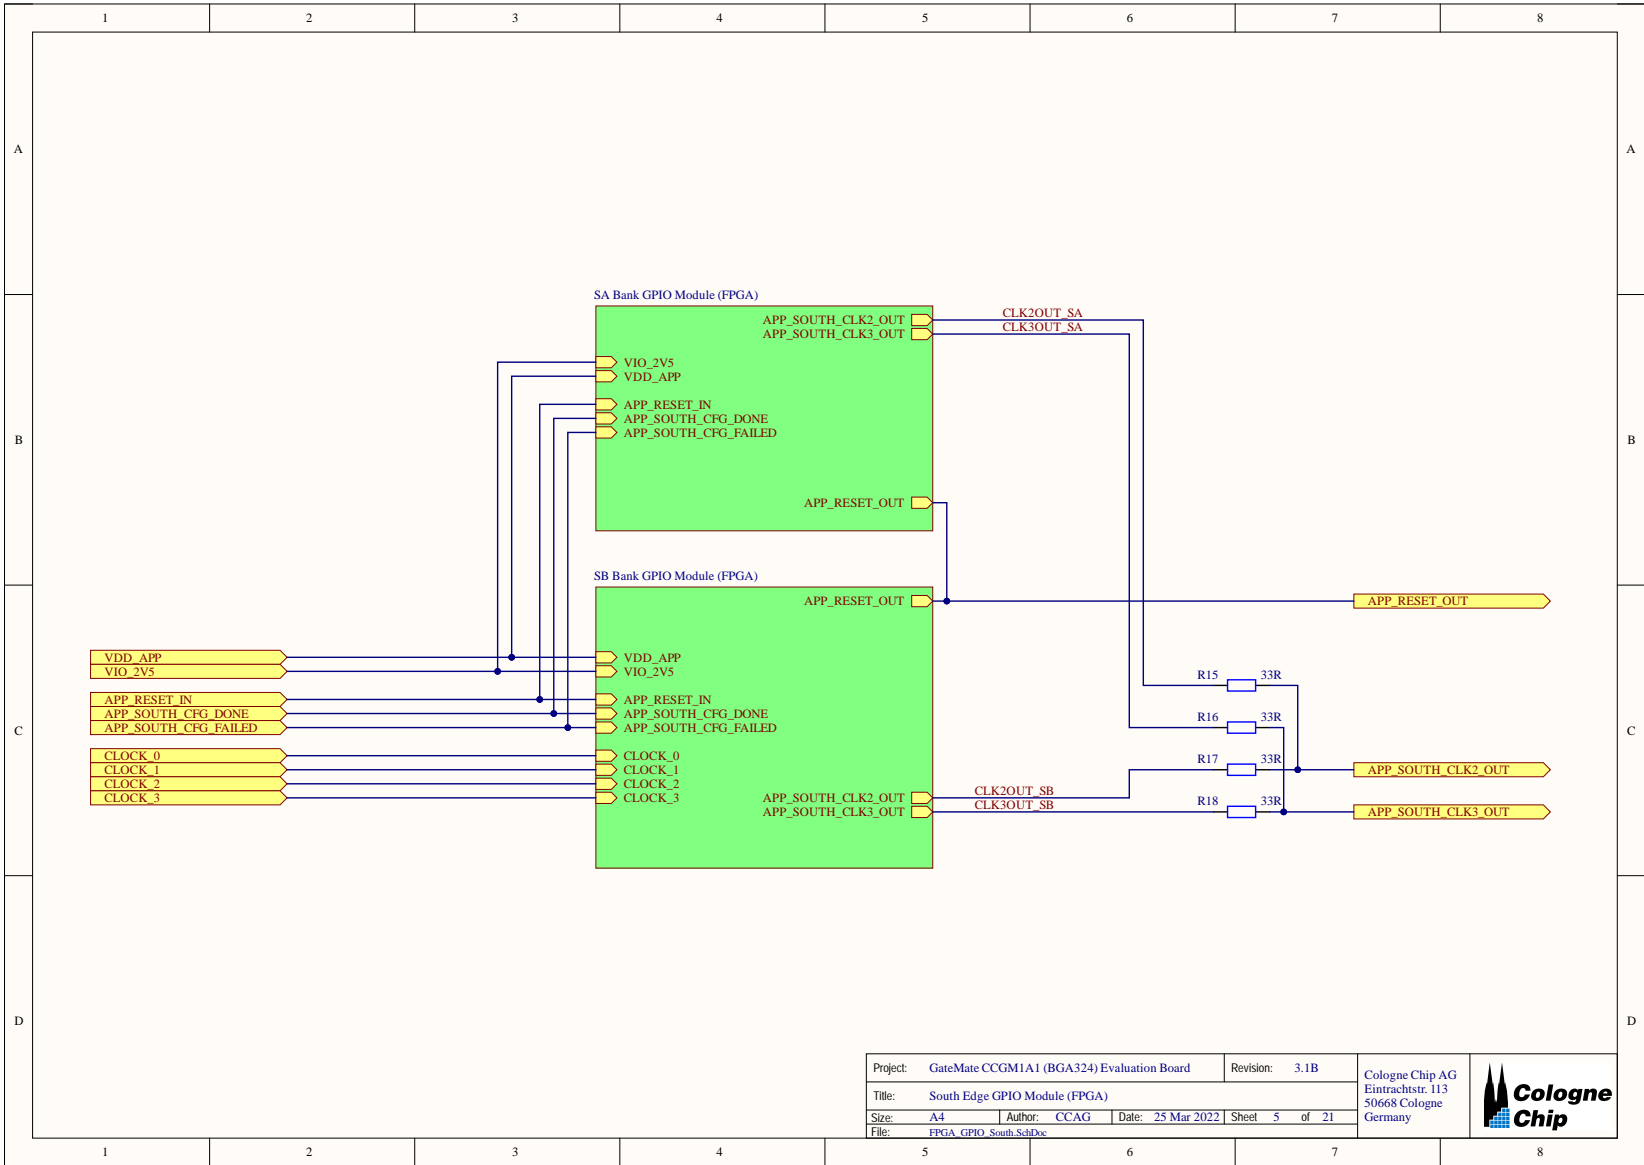 1 2 3 4 5 6 7 8
A A
SA Bank GPIO Module (FPGA)
APP_SOUTH_CLK2_OUT CLK2OUT_SA
APP_SOUTH_CLK3_OUT CLK3OUT_SA
VIO_2V5
VDD_APP
APP_RESET_IN
APP_SOUTH_CFG_DONE
APP_SOUTH_CFG_FAILED
B B
APP_RESET_OUT
SB Bank GPIO Module (FPGA)
APP_RESET_OUT APP_RESET_OUT
VDD_APP VDD_APP
VIO_2V5 VIO_2V5
R15 33R
APP_RESET_IN APP_RESET_IN
APP_SOUTH_CFG_DONE APP_SOUTH_CFG_DONE
R16 33R
APP_SOUTH_CFG_FAILED APP_SOUTH_CFG_FAILED
C C
CLOCK_0 CLOCK_0
R17 33R
CLOCK_1 CLOCK_1 APP_SOUTH_CLK2_OUT
CLOCK_2 CLOCK_2
CLOCK_3 CLOCK_3 APP_SOUTH_CLK2_OUT CLK2OUT_SB
R18 33R
APP_SOUTH_CLK3_OUT CLK3OUT_SB APP_SOUTH_CLK3_OUT
D D
Project: GateMate CCGM1A1 (BGA324) Evaluation Board Revision: 3.1B
Title: South Edge GPIO Module (FPGA)
Size: A4 Author: CCAG Date: 25 Mar 2022 Sheet 5 of 21
File: FPGA_GPIO_South.SchDoc
Cologne Chip AG
Eintrachtstr. 113
50668 Cologne
Germany
Cologne
Chip
1 2 3 4 5 6 7 8